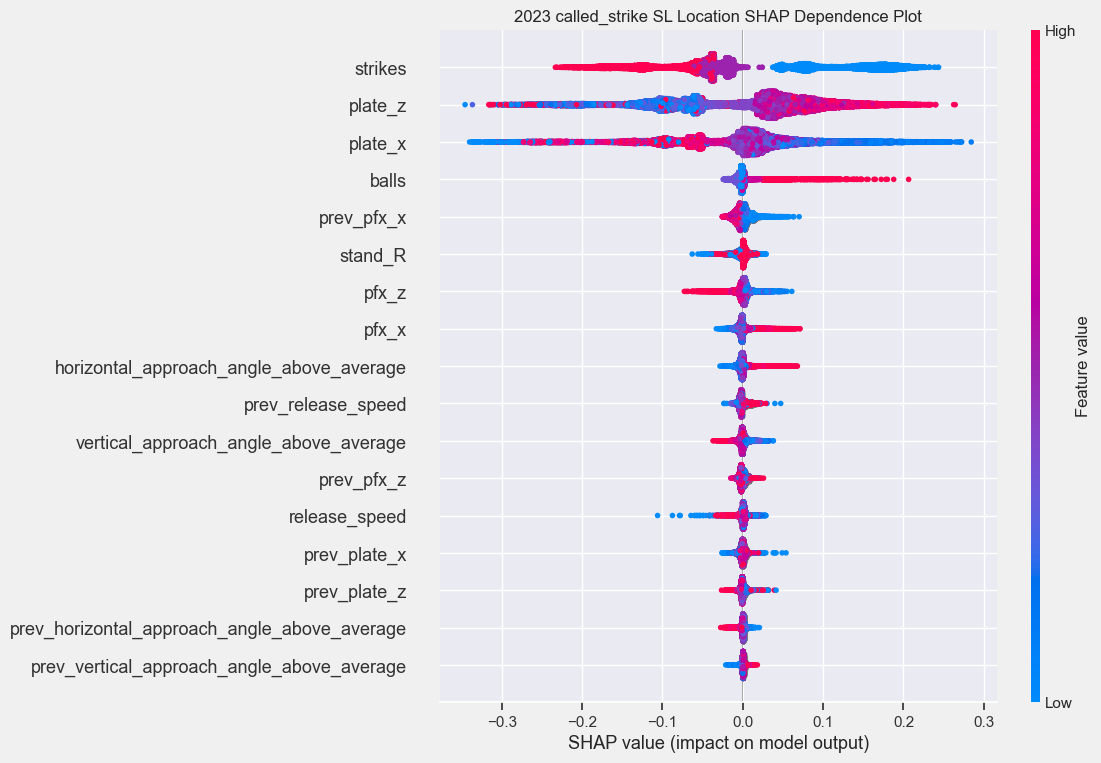 2023 called_strike SL Location SHAP Dependence Plot
High
strikes
plate_z
plate_x
balls
prev_pfx_x
stand_R
pfx_z
pfx_x
horizontal_approach_angle_above_average
prev_release_speed
vertical_approach_angle_above_average
prev_pfx_z
release_speed
prev_plate_x
prev_plate_z
prev_horizontal_approach_angle_above_average
prev_vertical_approach_angle_above_average
Feature value
Low
−0.3 −0.2 −0.1 0.0 0.1 0.2 0.3
SHAP value (impact on model output)